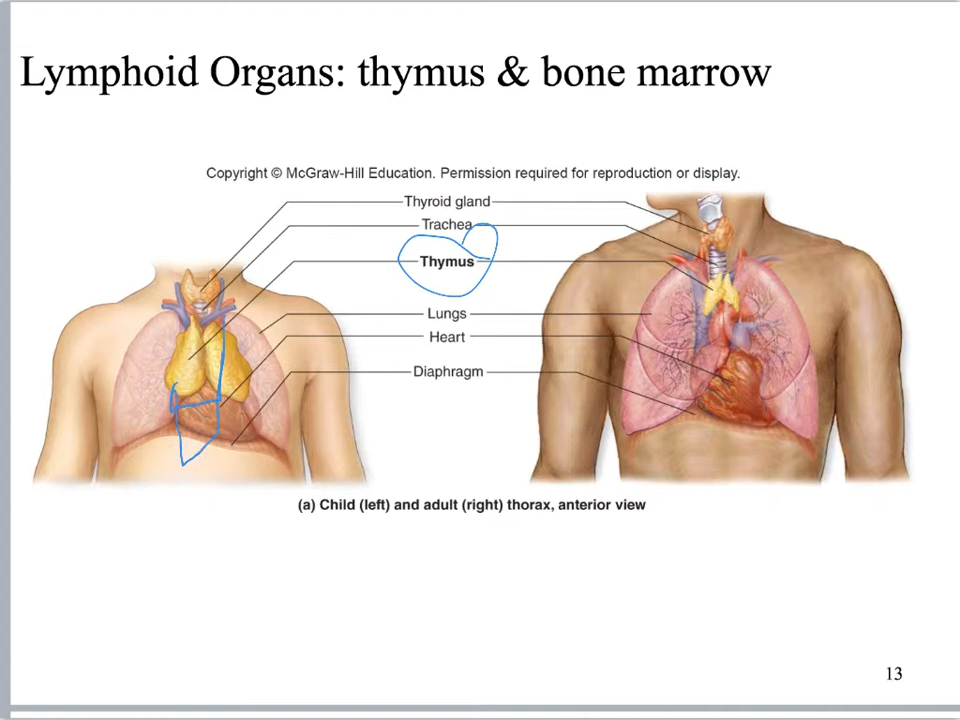 Lymphoid Organs: thymus & bone marrow
Copyright © McGraw-Hill Education. Permission required for reproduction or display.
Thyroid gland
Trachea
Thymus
Lungs
Heart
Diaphragm
(a) Child (left) and adult (right) thorax, anterior view
13